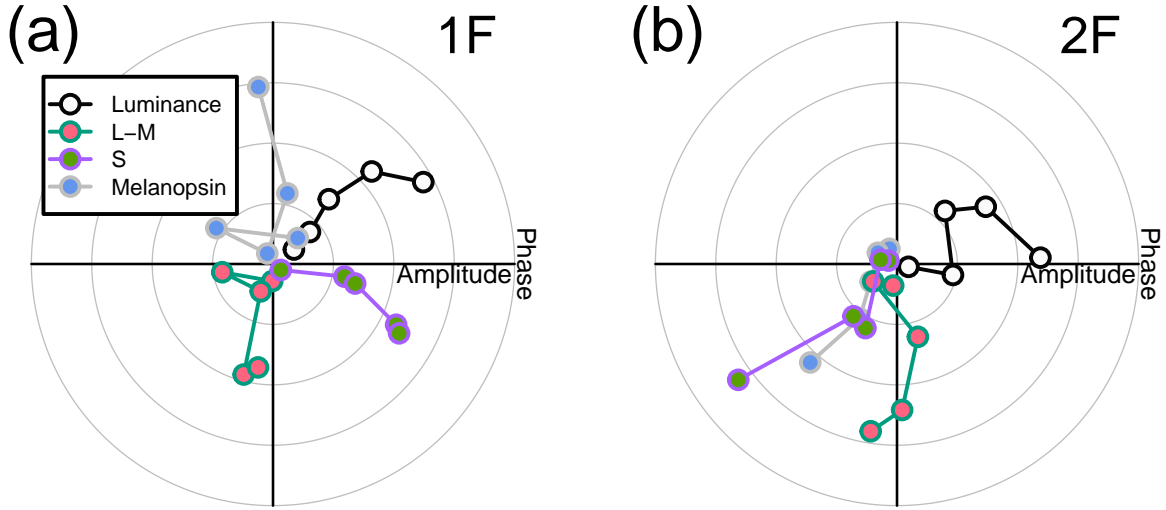 (a)
1F
Luminance
L−M
S
Melanopsin
Amplitude
Phase
(b)
2F
Amplitude
Phase